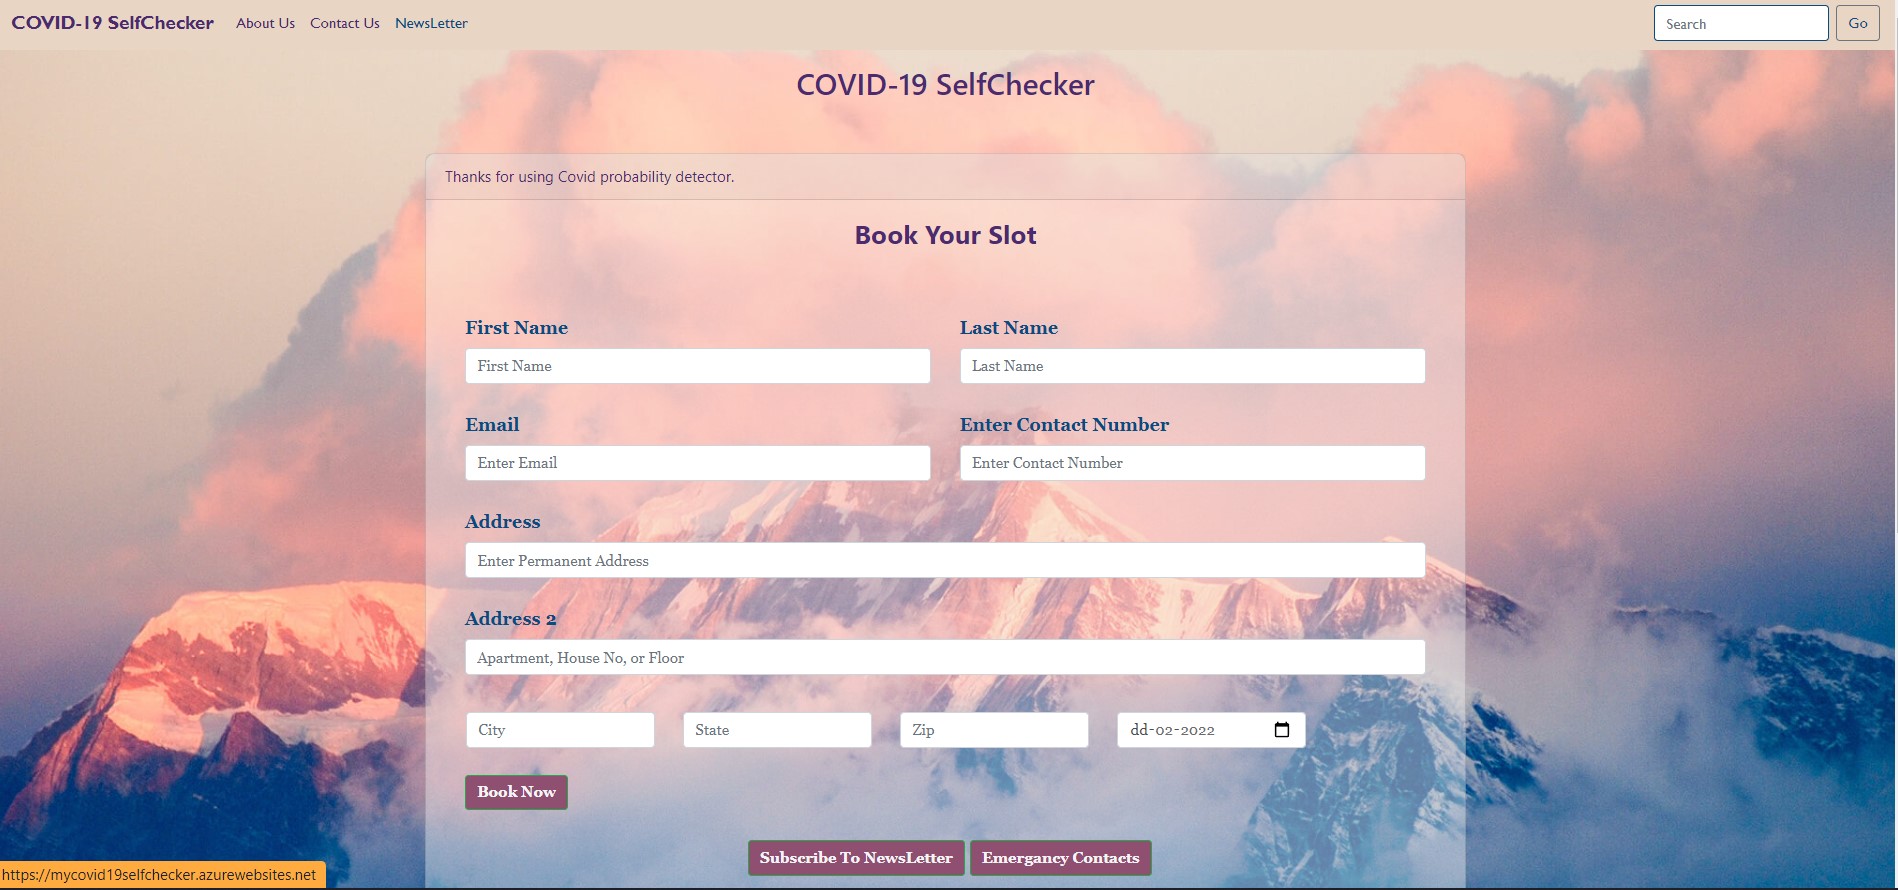 COVID-19 SelfChecker About Us Contact Us NewsLetter Search Go
COVID-19 SelfChecker
Thanks for using Covid probability detector.
Book Your Slot
First Name Last Name
First Name Last Name
Email Enter Contact Number
Enter Email Enter Contact Number
Address
Enter Permanent Address
Address 2
Apartment, House No, or Floor
City State Zip dd-02-2022
Book Now
Subscribe To NewsLetter Emergancy Contacts
https://mycovid19selfchecker.azurewebsites.net